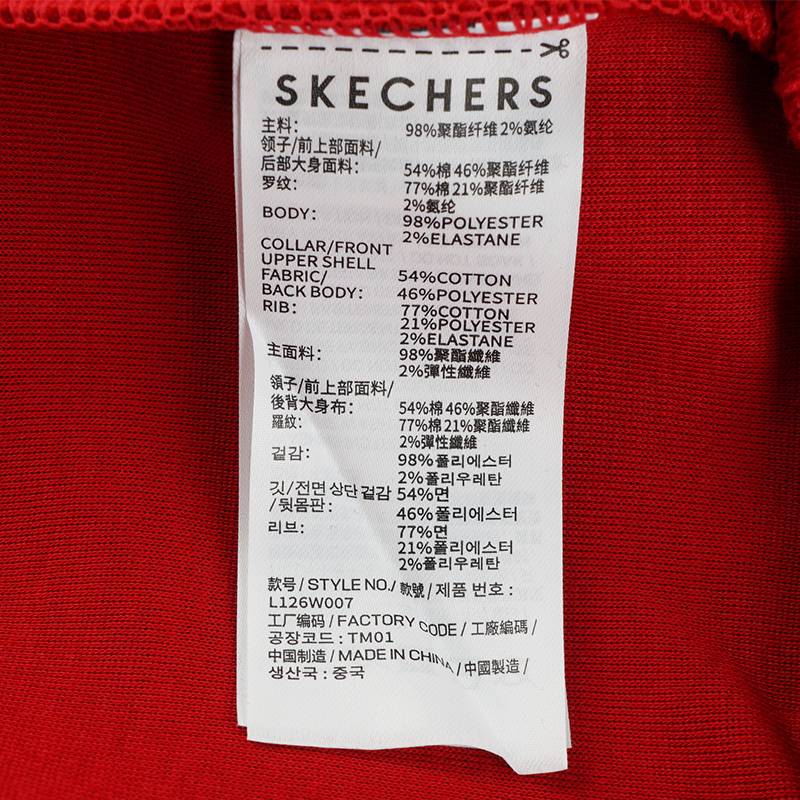 SKECHERS
主料： 98%聚酯纤维2%氨纶
领子/前上部面料/
后部大身面料： 54%棉46%聚酯纤维
罗纹： 77%棉21%聚酯纤维
2%氨纶
BODY: 98%POLYESTER
2%ELASTANE
COLLAR/FRONT
UPPER SHELL
FABRIC/ 54%COTTON
BACK BODY: 46%POLYESTER
RIB: 77%COTTON
21%POLYESTER
2%ELASTANE
主面料： 98%聚酯纖維
2%彈性纖維
領子/前上部面料/
後背大身布： 54%棉46%聚酯纖維
羅紋： 77%棉21%聚酯纖維
2%彈性纖維
겉감: 98%폴리에스터
2%폴리우레탄
깃/전면 상단 겉감 54%면
/뒷몸판: 46%폴리에스터
리브: 77%면
21%폴리에스터
2%폴리우레탄
款号 / STYLE NO./ 款號 / 제품 번호 :
L126W007
工厂编码 / FACTORY CODE / 工廠編碼 /
공장코드 : TM01
中国制造 / MADE IN CHINA / 中國製造 /
생산국 : 중국